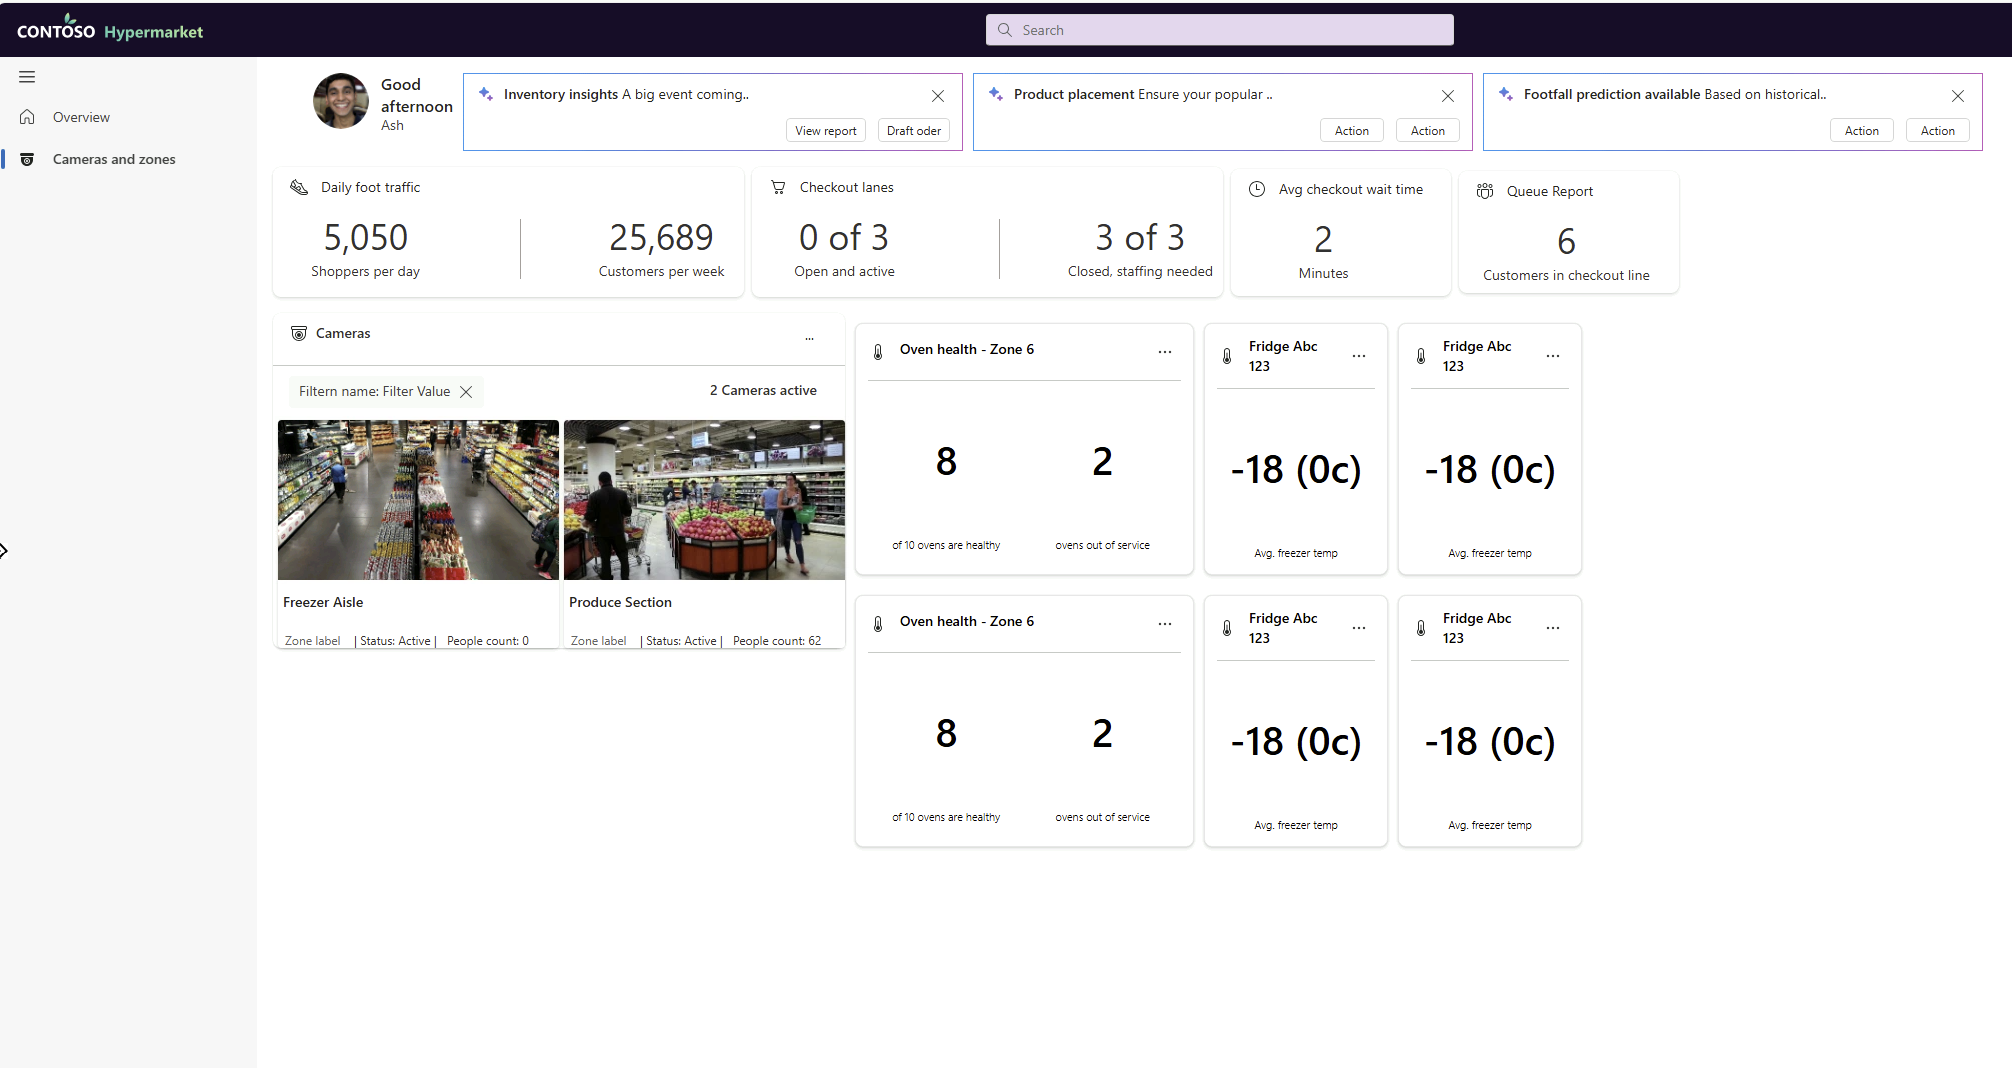 CONTOSO Hypermarket
Search
Overview
Cameras and zones
Good
afternoon
Ash
Inventory insights A big event coming..
View report
Draft oder
Product placement Ensure your popular ..
Action
Action
Footfall prediction available Based on historical..
Action
Action
Daily foot traffic
5,050
Shoppers per day
25,689
Customers per week
Checkout lanes
0 of 3
Open and active
3 of 3
Closed, staffing needed
Avg checkout wait time
2
Minutes
Queue Report
6
Customers in checkout line
Cameras
...
Filtern name: Filter Value
2 Cameras active
Freezer Aisle
Zone label | Status: Active | People count: 0
Produce Section
Zone label | Status: Active | People count: 62
Oven health - Zone 6
8
of 10 ovens are healthy
2
ovens out of service
Fridge Abc
123
-18 (0c)
Avg. freezer temp
Fridge Abc
123
-18 (0c)
Avg. freezer temp
Oven health - Zone 6
8
of 10 ovens are healthy
2
ovens out of service
Fridge Abc
123
-18 (0c)
Avg. freezer temp
Fridge Abc
123
-18 (0c)
Avg. freezer temp